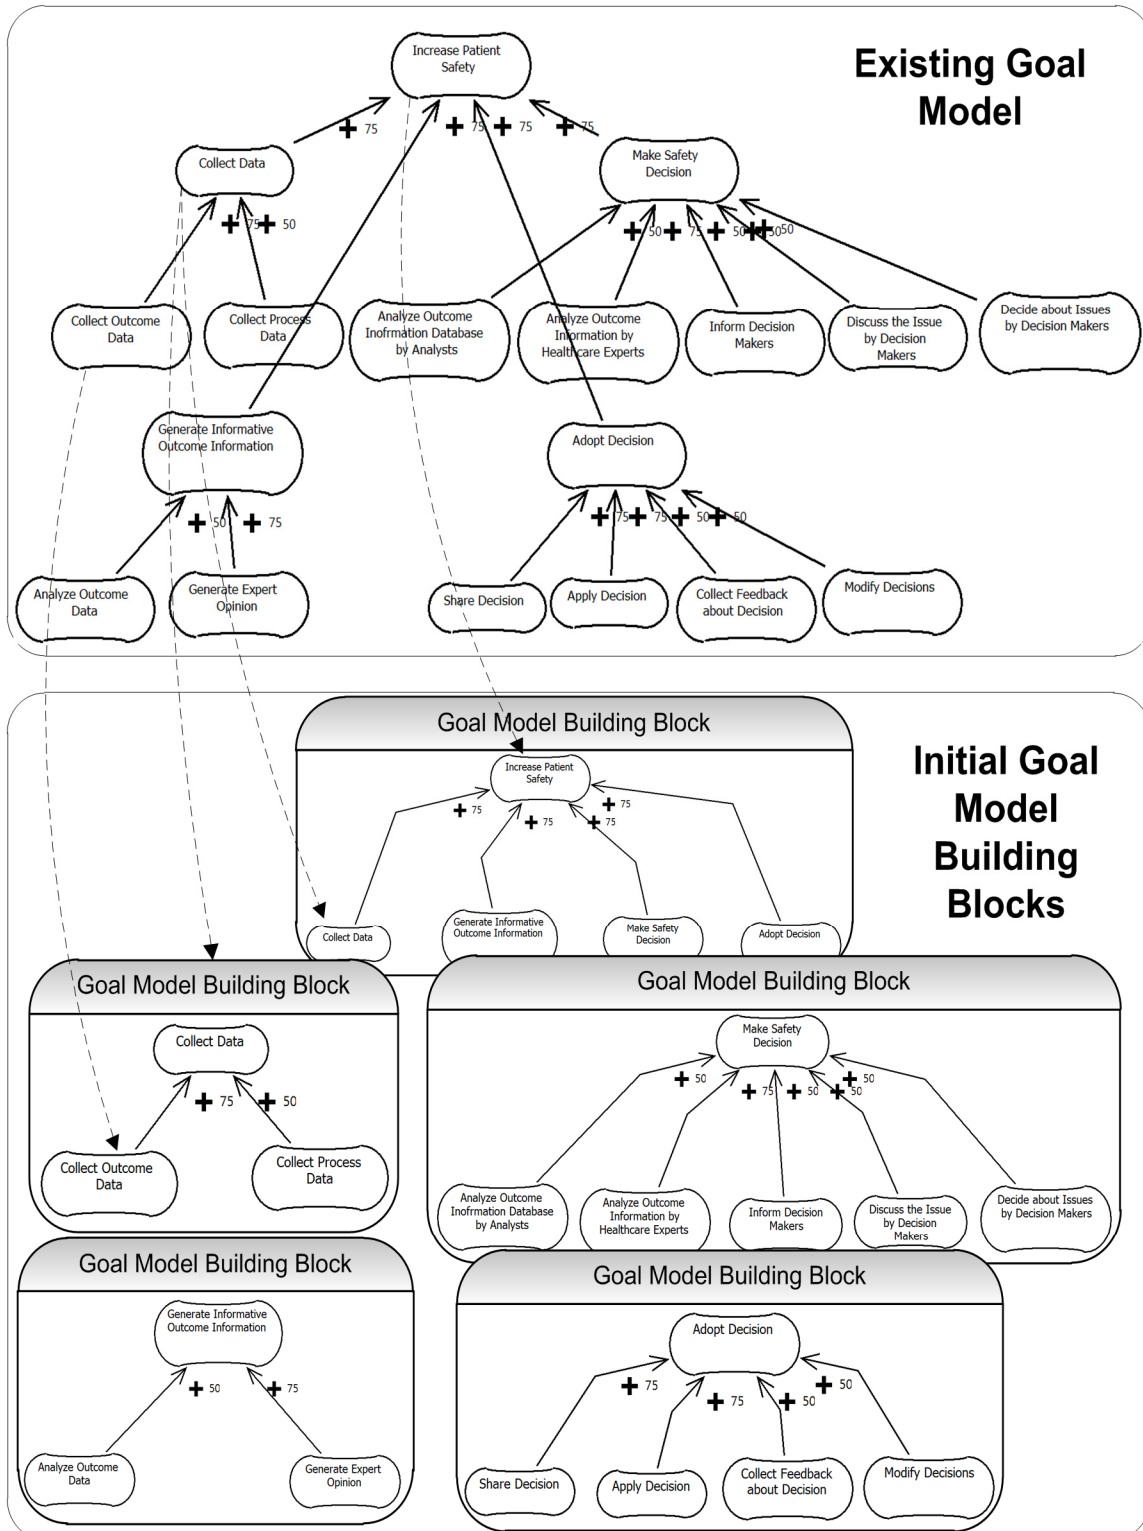 Increase Patient
Safety
Existing Goal
Model
75
75
75
75
Collect Data
Make Safety
Decision
75
50
50
75
50
50
50
Collect Outcome
Data
Collect Process
Data
Analyze Outcome
Inofrmation Database
by Analysts
Analyze Outcome
Information by
Healthcare Experts
Inform Decision
Makers
Discuss the Issue
by Decision
Makers
Decide about Issues
by Decision Makers
Generate Informative
Outcome Information
Adopt Decision
50
75
75
75
50
50
Analyze Outcome
Data
Generate Expert
Opinion
Share Decision
Apply Decision
Collect Feedback
about Decision
Modify Decisions
Goal Model Building Block
Initial Goal
Model
Building
Blocks
Increase Patient
Safety
75
75
75
75
Collect Data
Generate Informative
Outcome Information
Make Safety
Decision
Adopt Decision
Goal Model Building Block
Collect Data
75
50
Collect Outcome
Data
Collect Process
Data
Goal Model Building Block
Make Safety
Decision
50
75
50
50
50
Analyze Outcome
Inofrmation Database
by Analysts
Analyze Outcome
Information by
Healthcare Experts
Inform Decision
Makers
Discuss the Issue
by Decision
Makers
Decide about Issues
by Decision Makers
Goal Model Building Block
Generate Informative
Outcome Information
50
75
Analyze Outcome
Data
Generate Expert
Opinion
Goal Model Building Block
Adopt Decision
75
75
50
50
Share Decision
Apply Decision
Collect Feedback
about Decision
Modify Decisions